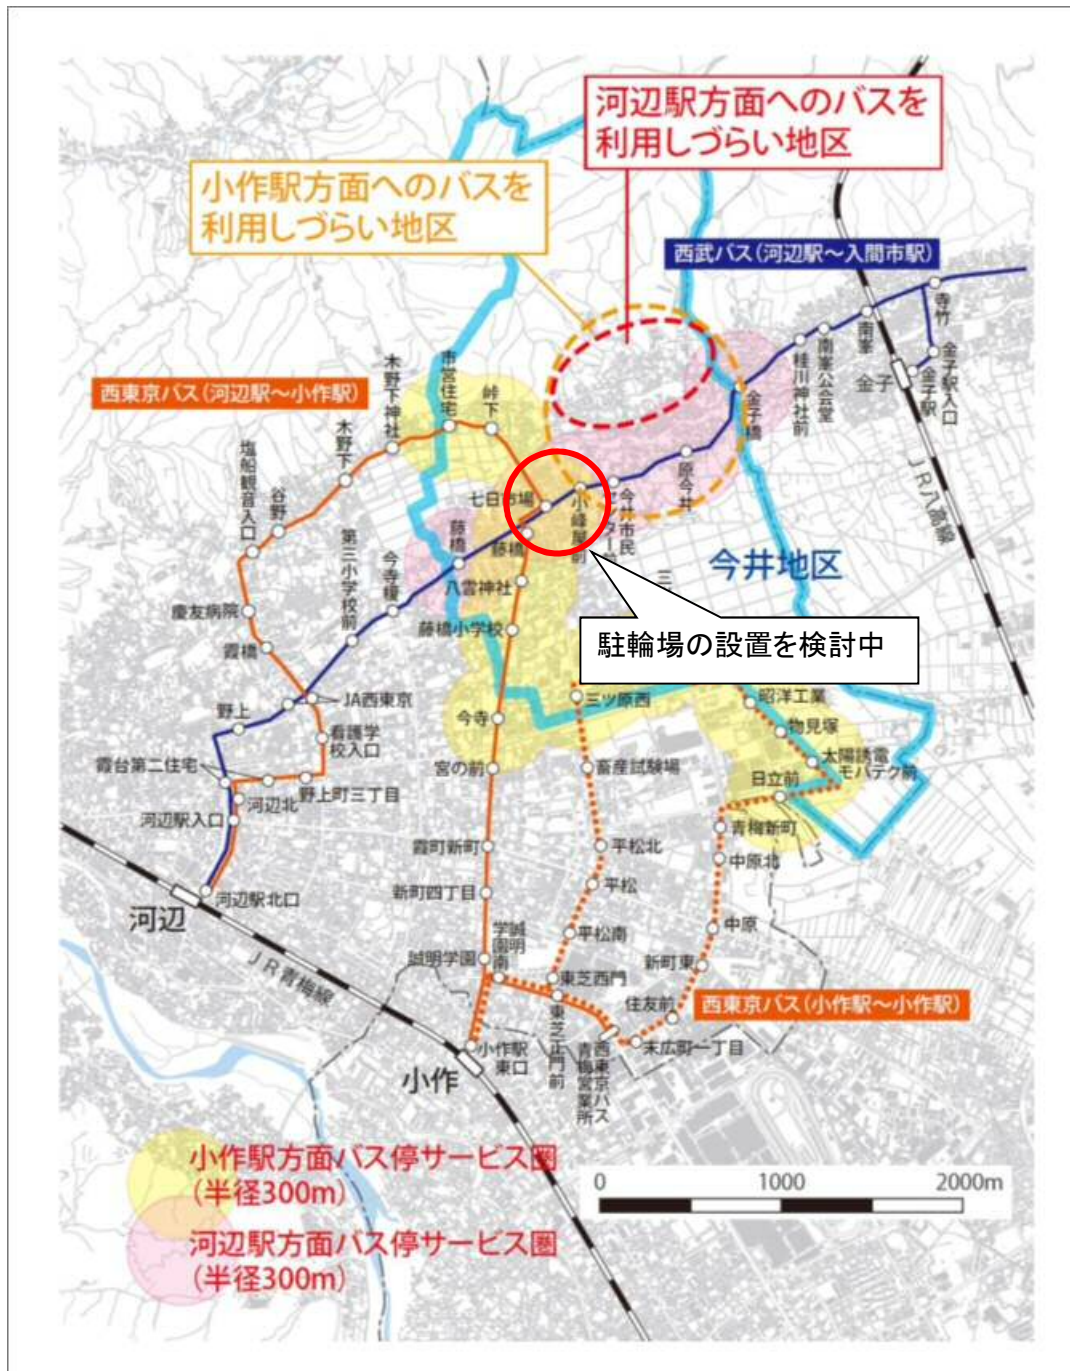 河辺駅方面へのバスを
利用しづらい地区
小作駅方面へのバスを
利用しづらい地区
西武バス(河辺駅～入間市駅)
寺竹
金子駅入口
金子駅
南峯
金子
南峯公会堂
桂川神社前
金子橋
JR八高線
西東京バス(河辺駅～小作駅)
市営住宅
峠下
木野下神社
木野下
谷野
塩船観音入口
七日市場
小峰屋前
今井市民
原今井
藤橋
藤橋
今寺榎
第三小学校前
八雲神社
今井地区
慶友病院
藤橋小学校
霞橋
駐輪場の設置を検討中
JA西東京
野上
今寺
三ツ原西
昭洋工業
看護学
校入口
物見塚
霞台第二住宅
宮の前
畜産試験場
太陽誘電
モバテク前
野上町三丁目
日立前
河辺北
河辺駅入口
青梅新町
霞町新町
平松北
中原北
新町四丁目
平松
河辺駅北口
河辺
中原
誠明
学園南
平松南
誠明学園
新町東
JR青梅線
東芝西門
住友前
西東京バス(小作駅～小作駅)
小作駅
東口
東芝正門前
西東京バス
青梅営業所
末広町一丁目
小作
小作駅方面バス停サービス圏
(半径300m)
河辺駅方面バス停サービス圏
(半径300m)
0 1000 2000m